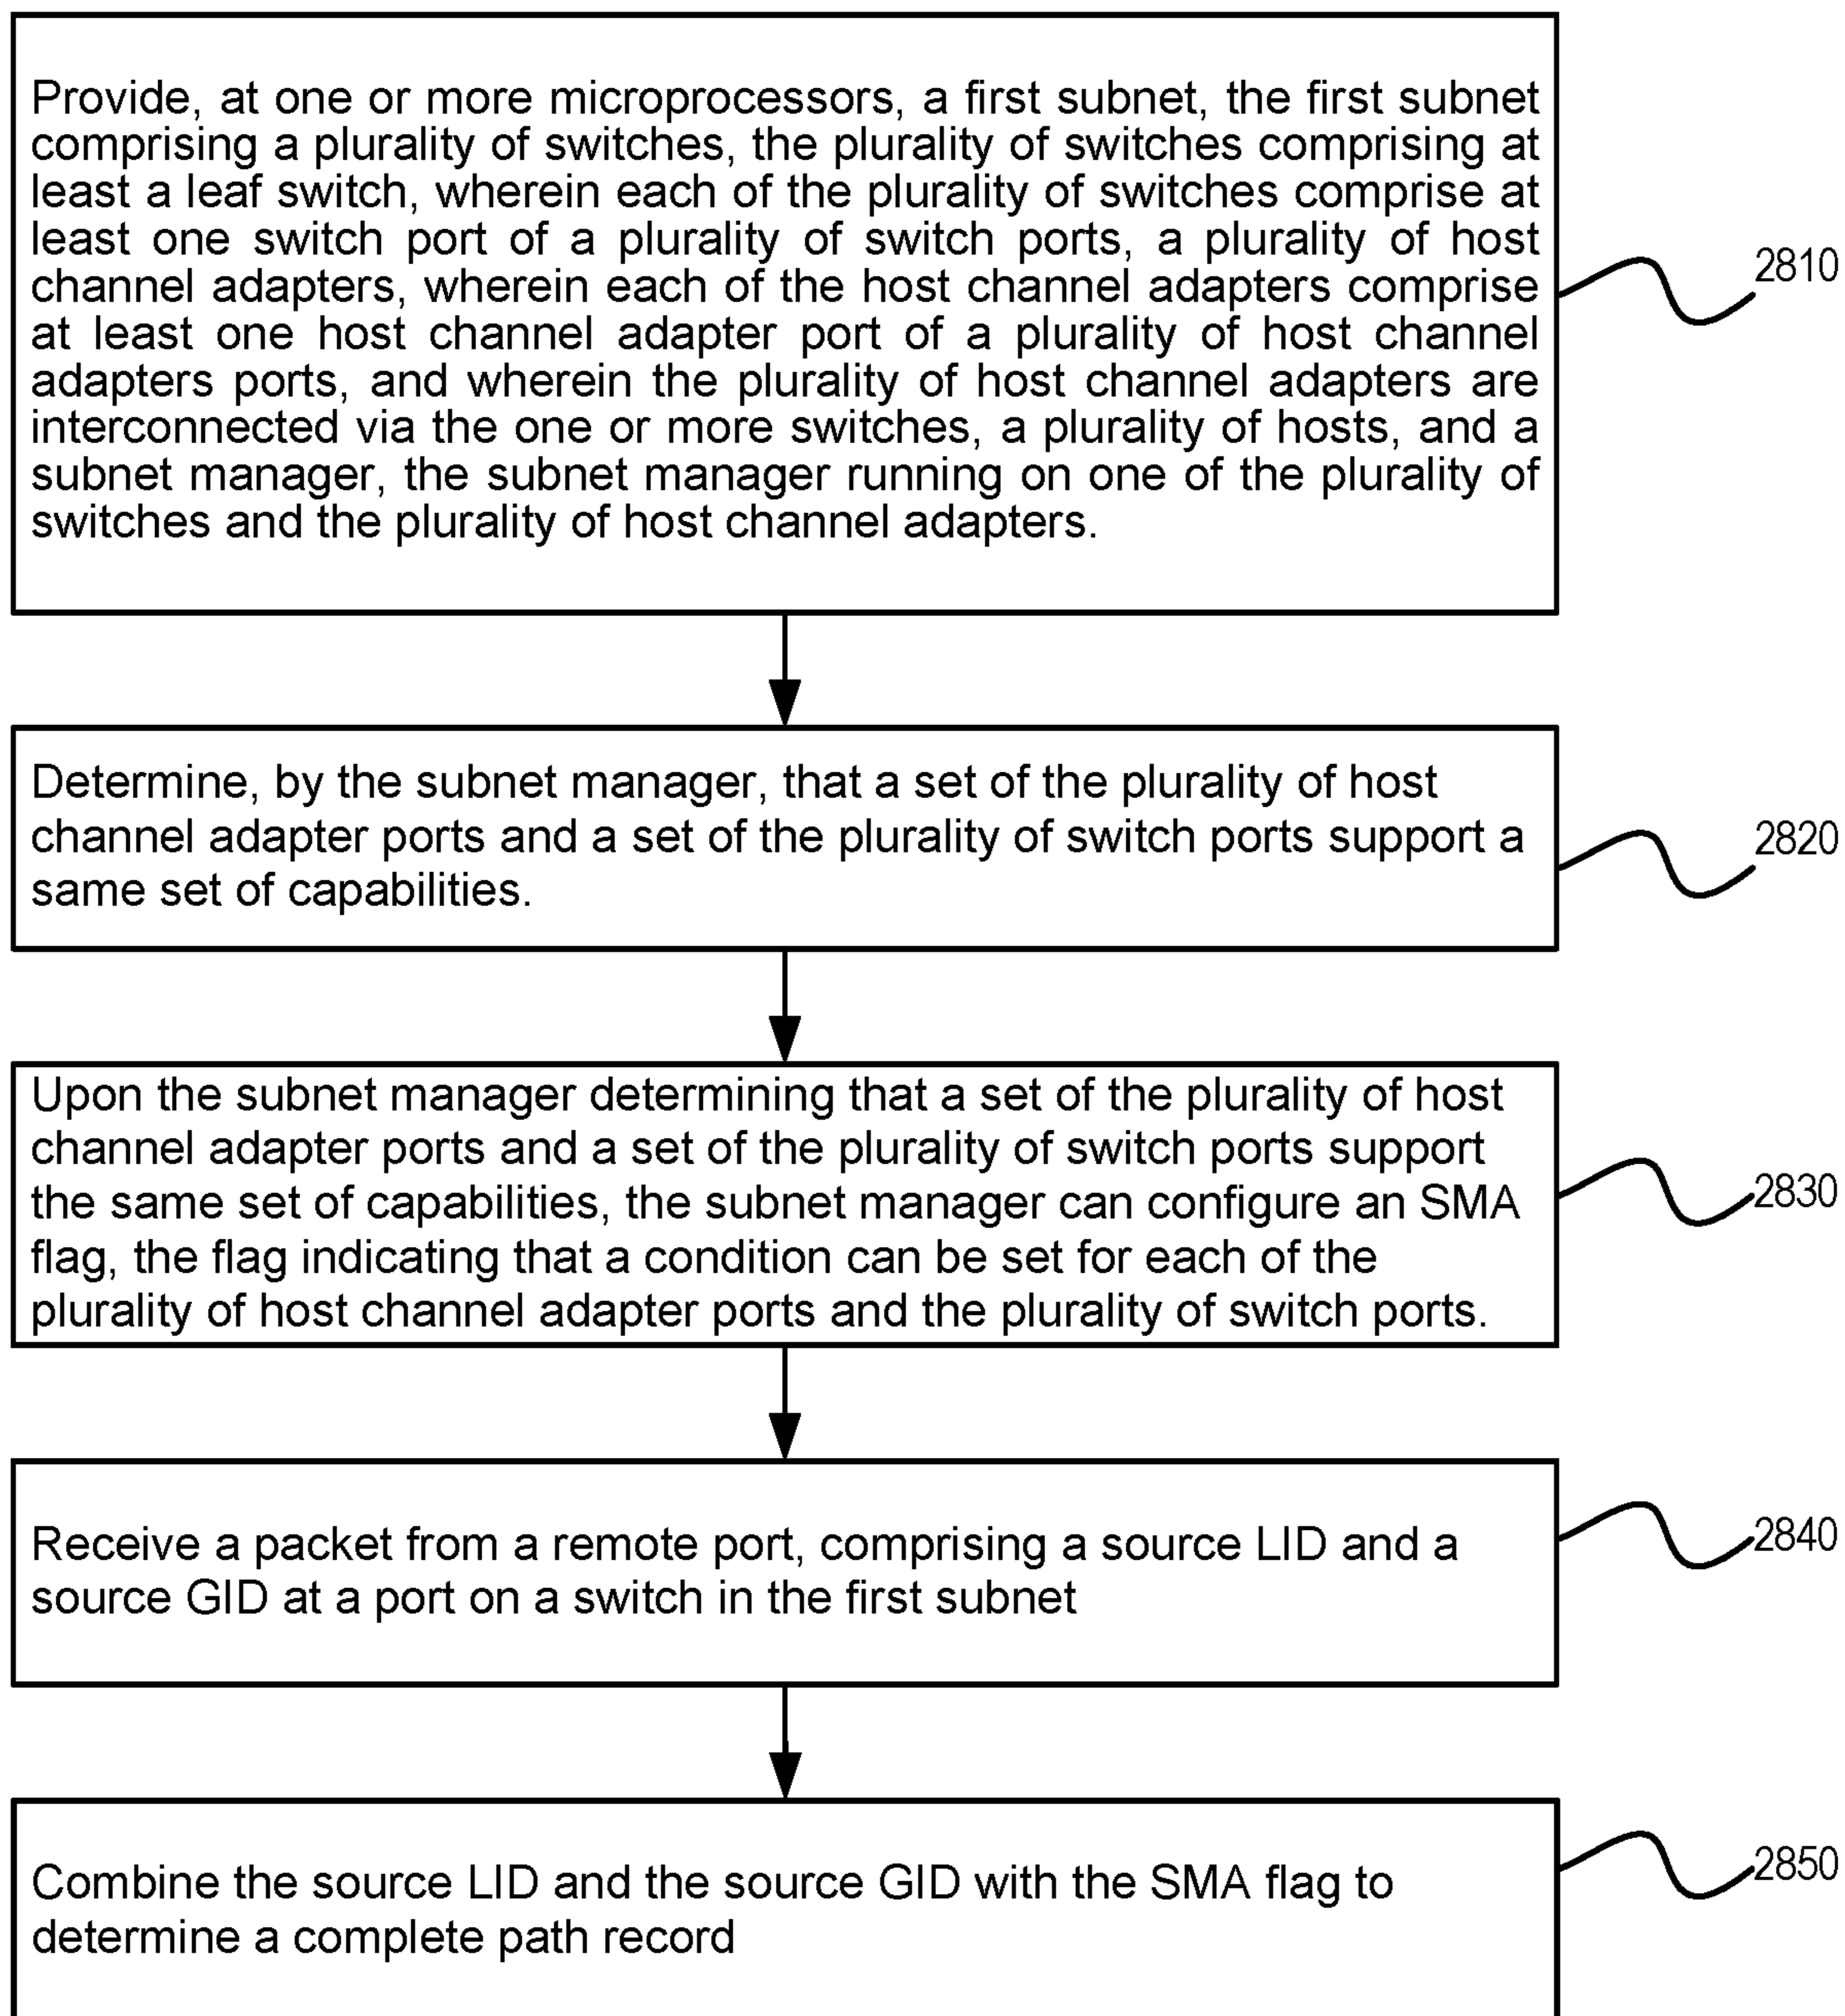 Provide, at one or more microprocessors, a first subnet, the first subnet
comprising a plurality of switches, the plurality of switches comprising at
least a leaf switch, wherein each of the plurality of switches comprise at
least one switch port of a plurality of switch ports, a plurality of host
channel adapters, wherein each of the host channel adapters comprise
at least one host channel adapter port of a plurality of host channel
adapters ports, and wherein the plurality of host channel adapters are
interconnected via the one or more switches, a plurality of hosts, and a
subnet manager, the subnet manager running on one of the plurality of
switches and the plurality of host channel adapters.
2810
Determine, by the subnet manager, that a set of the plurality of host
channel adapter ports and a set of the plurality of switch ports support a
same set of capabilities.
2820
Upon the subnet manager determining that a set of the plurality of host
channel adapter ports and a set of the plurality of switch ports support
the same set of capabilities, the subnet manager can configure an SMA
flag, the flag indicating that a condition can be set for each of the
plurality of host channel adapter ports and the plurality of switch ports.
2830
Receive a packet from a remote port, comprising a source LID and a
source GID at a port on a switch in the first subnet
2840
Combine the source LID and the source GID with the SMA flag to
determine a complete path record
2850